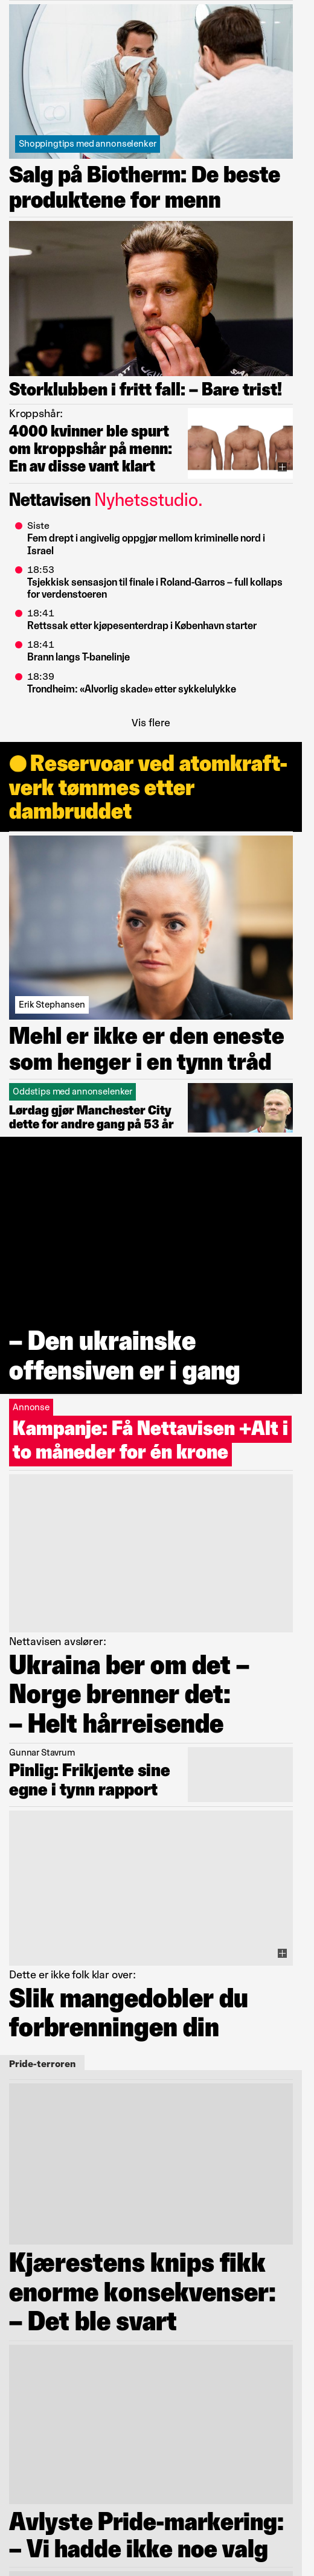 Shoppingtips med annonselenker
Salg på Biotherm: De beste
produktene for menn
Storklubben i fritt fall: – Bare trist!
Kroppshår:
4000 kvinner ble spurt
om kroppshår på menn:
En av disse vant klart
Nettavisen Nyhetsstudio.
Siste
Fem drept i angivelig oppgjør mellom kriminelle nord i
Israel
18:53
Tsjekkisk sensasjon til finale i Roland-Garros – full kollaps
for verdenstoeren
18:41
Rettssak etter kjøpesenterdrap i København starter
18:41
Brann langs T-banelinje
18:39
Trondheim: «Alvorlig skade» etter sykkelulykke
Vis flere
Reservoar ved atomkraft-
verk tømmes etter
dambruddet
Erik Stephansen
Mehl er ikke er den eneste
som henger i en tynn tråd
Oddstips med annonselenker
Lørdag gjør Manchester City
dette for andre gang på 53 år
– Den ukrainske
offensiven er i gang
Annonse
Kampanje: Få Nettavisen +Alt i
to måneder for én krone
Nettavisen avslører:
Ukraina ber om det –
Norge brenner det:
– Helt hårreisende
Gunnar Stavrum
Pinlig: Frikjente sine
egne i tynn rapport
Dette er ikke folk klar over:
Slik mangedobler du
forbrenningen din
Pride-terroren
Kjærestens knips fikk
enorme konsekvenser:
– Det ble svart
Avlyste Pride-markering:
– Vi hadde ikke noe valg